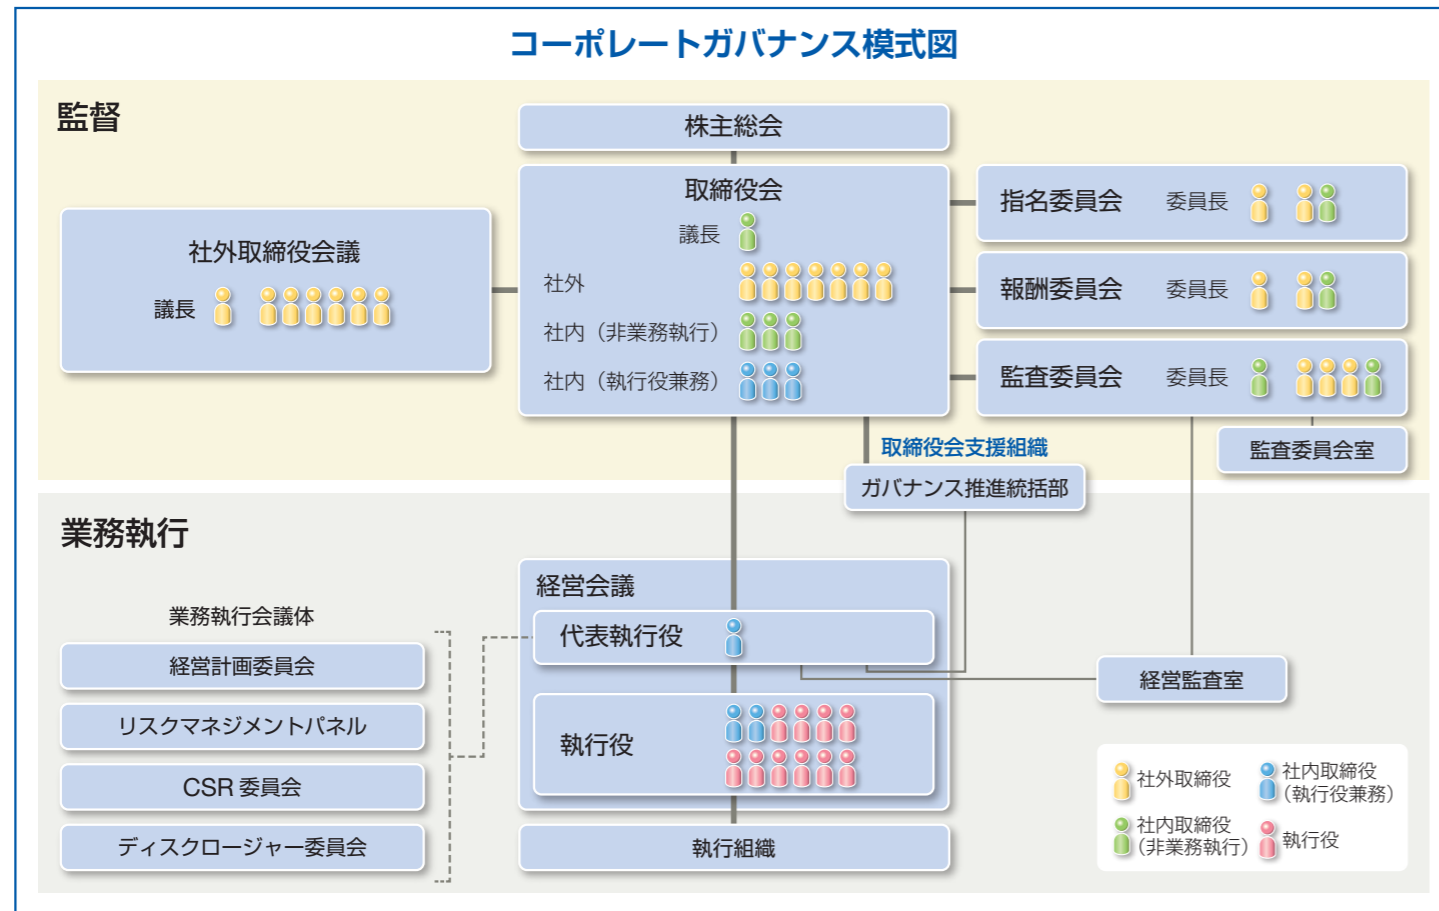 コーポレートガバナンス模式図
監督
株主総会
取締役会
議長
社外
社内（非業務執行）
社内（執行役兼務）
社外取締役会議
議長
指名委員会 委員長
報酬委員会 委員長
監査委員会 委員長
監査委員会室
取締役会支援組織
ガバナンス推進統括部
業務執行
経営会議
代表執行役
執行役
執行組織
業務執行会議体
経営計画委員会
リスクマネジメントパネル
CSR 委員会
ディスクロージャー委員会
経営監査室
社外取締役
社内取締役
（執行役兼務）
社内取締役
（非業務執行）
執行役